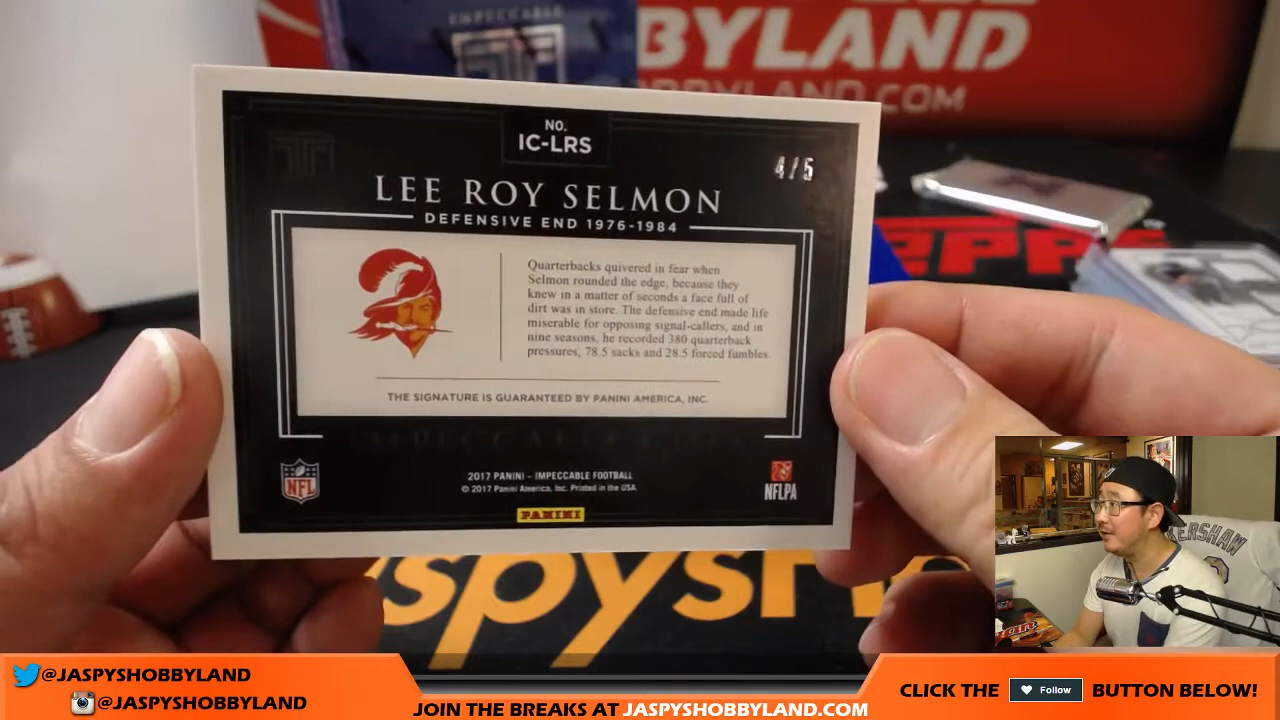 IMPECCABLE
BYLAND
.COM
NO.
IC-LRS
4/5
LEE ROY SELMON
DEFENSIVE END 1976-1984
Quarterbacks quivered in fear when
Selmon rounded the edge, because they
knew in a matter of seconds a face full of
dirt was in store. The defensive end made life
miserable for opposing signal-callers, and in
nine seasons, he recorded 380 quarterback
pressures, 78.5 sacks and 28.5 forced fumbles.
THE SIGNATURE IS GUARANTEED BY PANINI AMERICA, INC.
NFL
2017 PANINI - IMPECCABLE FOOTBALL
© 2017 Panini America, Inc. Printed in the USA.
PANINI
NFLPA
KERSHAW
@JASPYSHOBBYLAND
@JASPYSHOBBYLAND
JOIN THE BREAKS AT JASPYSHOBBYLAND.COM
CLICK THE Follow BUTTON BELOW!